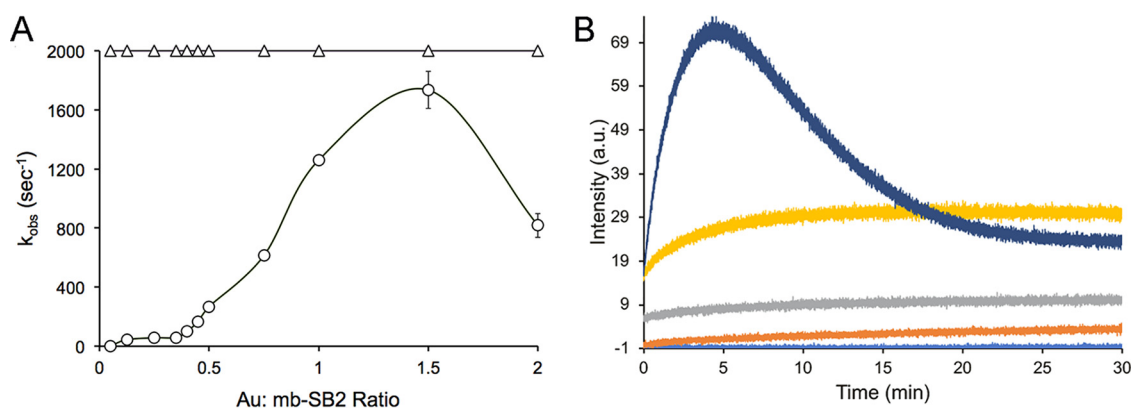 A
2000
1600
1200
800
400
0
k_obs (sec⁻¹)
0 0.5 1 1.5 2
Au: mb-SB2 Ratio
B
69
59
49
39
29
19
9
-1
Intensity (a.u.)
0 5 10 15 20 25 30
Time (min)